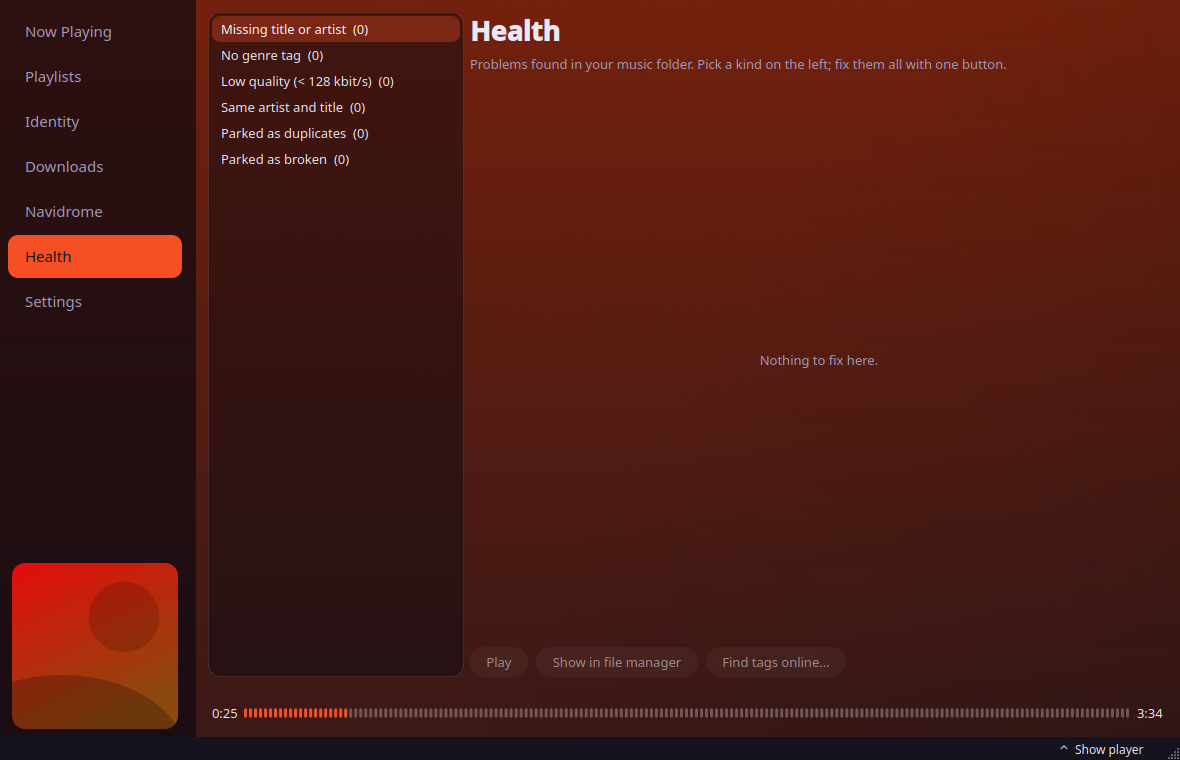 Now Playing
Playlists
Identity
Downloads
Navidrome
Health
Settings
Missing title or artist (0)
No genre tag (0)
Low quality (< 128 kbit/s) (0)
Same artist and title (0)
Parked as duplicates (0)
Parked as broken (0)
Health
Problems found in your music folder. Pick a kind on the left; fix them all with one button.
Nothing to fix here.
Play
Show in file manager
Find tags online...
0:25
3:34
Show player